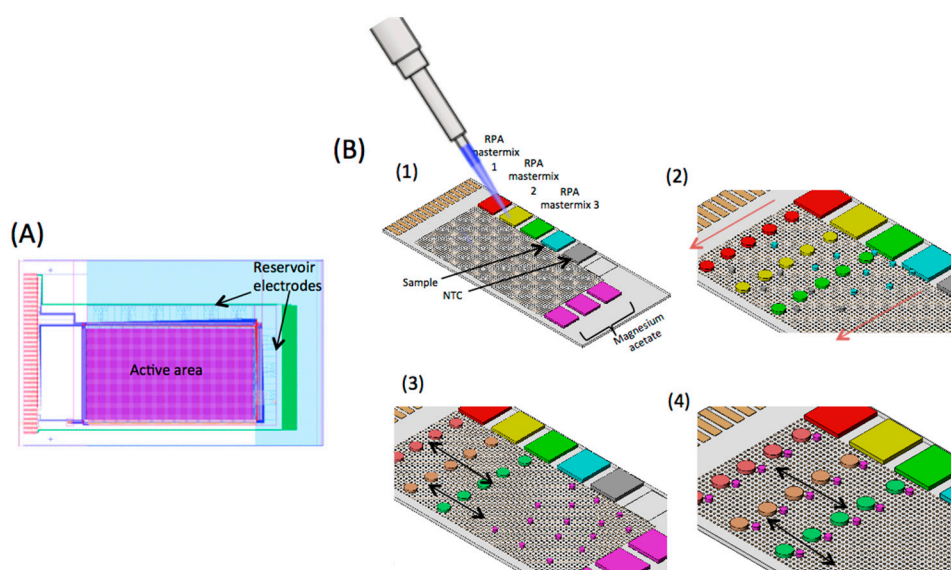 (A)
Reservoir
electrodes
Active area
(B)
(1)
RPA
mastermix
1
RPA
mastermix
2
RPA
mastermix 3
Sample
NTC
Magnesium
acetate
(2)
(3)
(4)